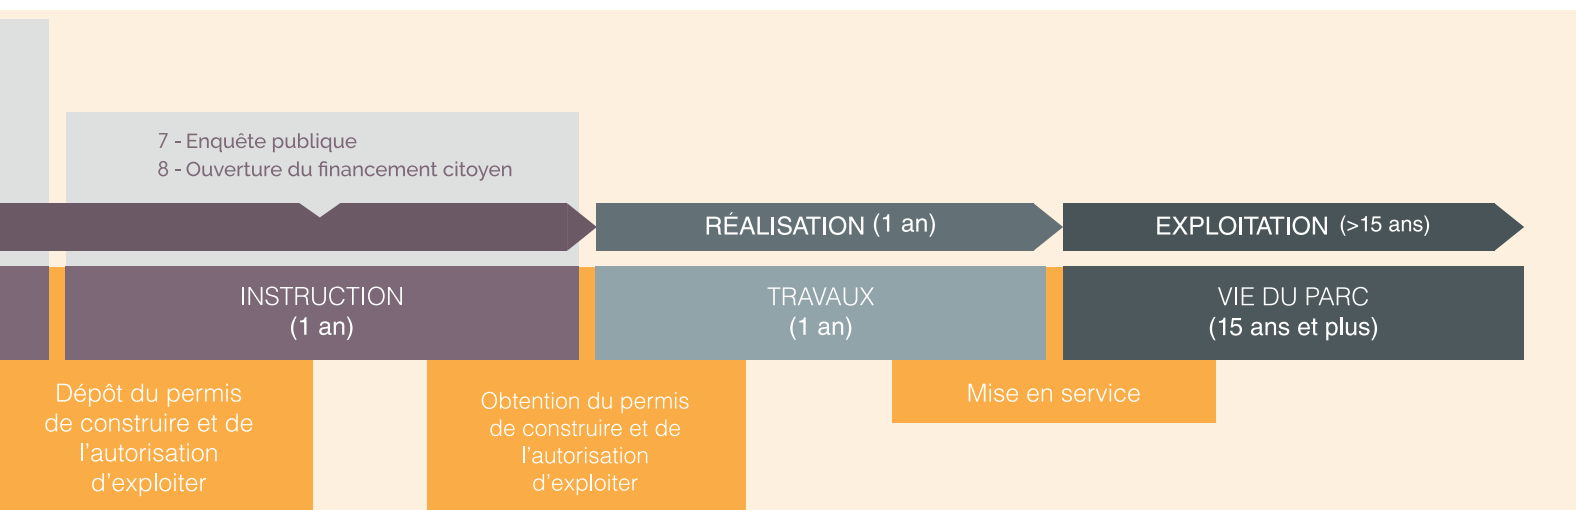 7 - Enquête publique
8 - Ouverture du financement citoyen
RÉALISATION (1 an)
EXPLOITATION (>15 ans)
INSTRUCTION
(1 an)
TRAVAUX
(1 an)
VIE DU PARC
(15 ans et plus)
Dépôt du permis
de construire et de
l'autorisation
d'exploiter
Obtention du permis
de construire et de
l'autorisation
d'exploiter
Mise en service